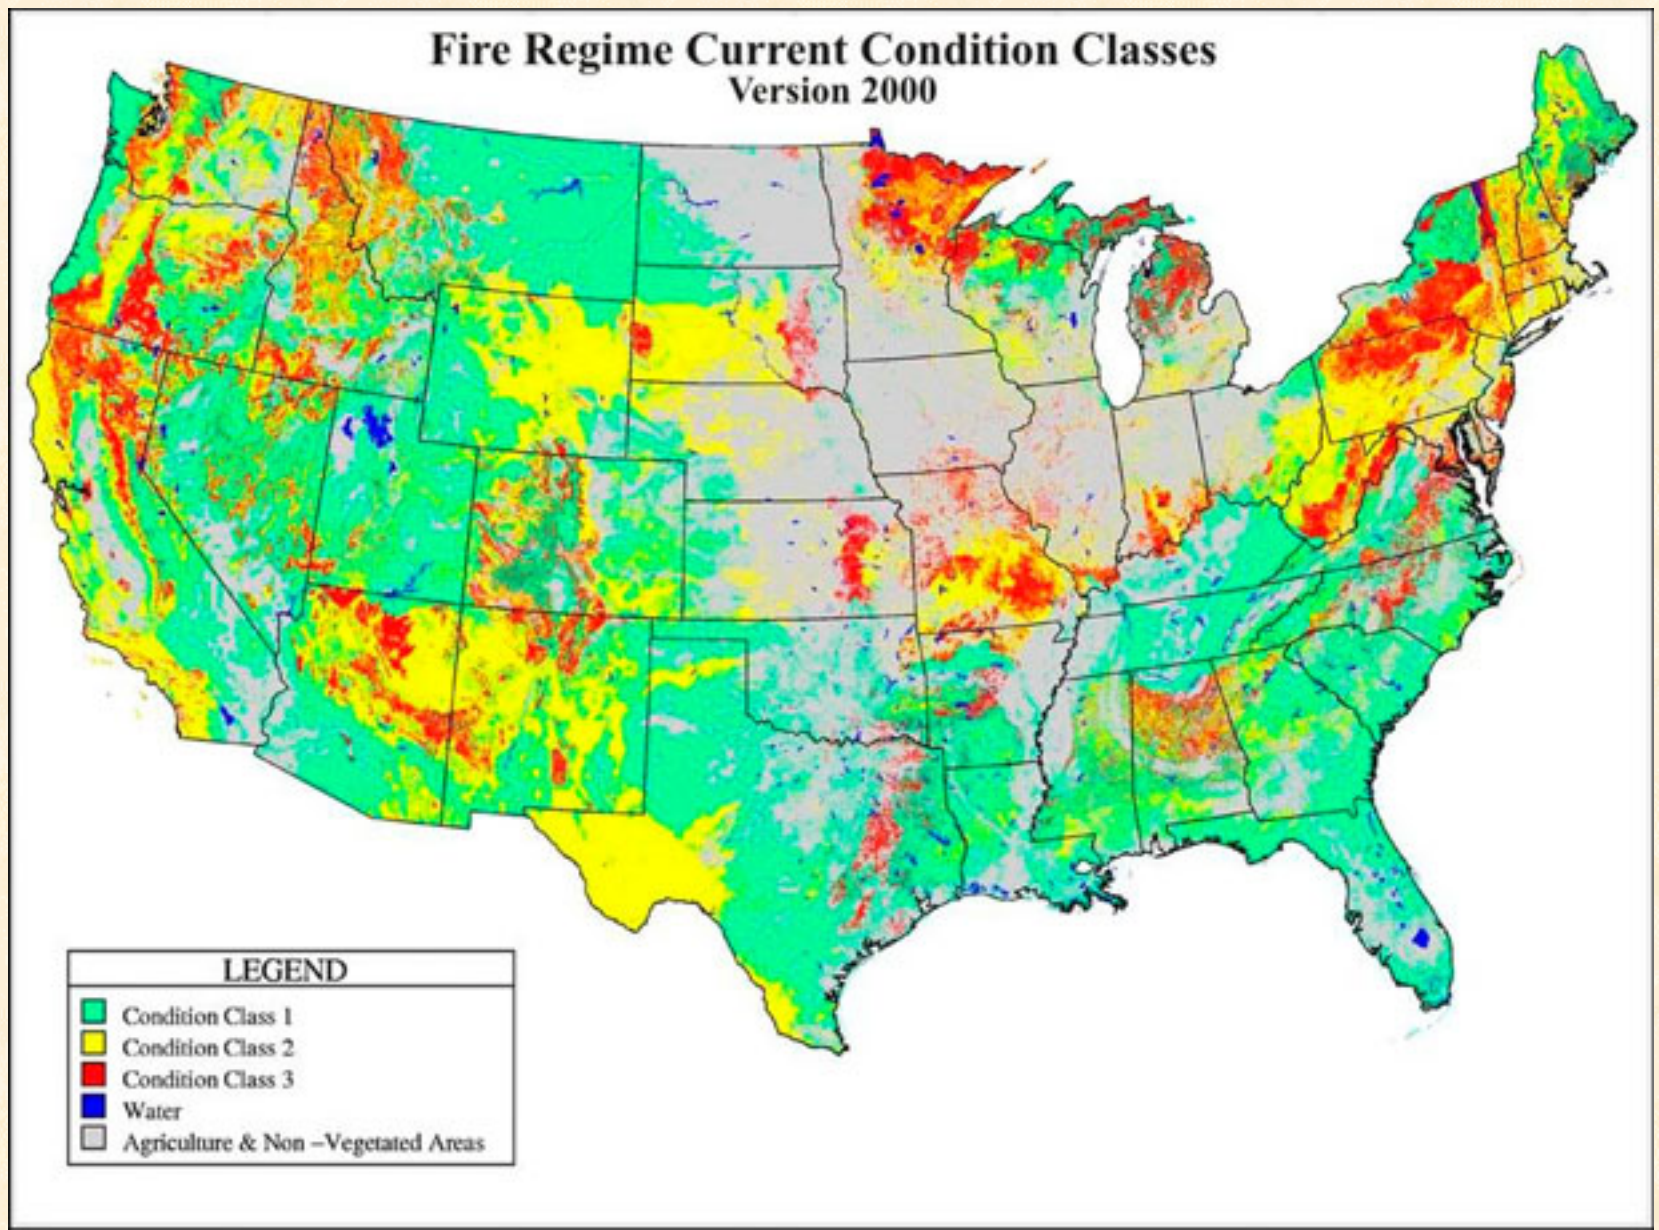 Fire Regime Current Condition Classes
Version 2000
LEGEND
Condition Class 1
Condition Class 2
Condition Class 3
Water
Agriculture & Non –Vegetated Areas